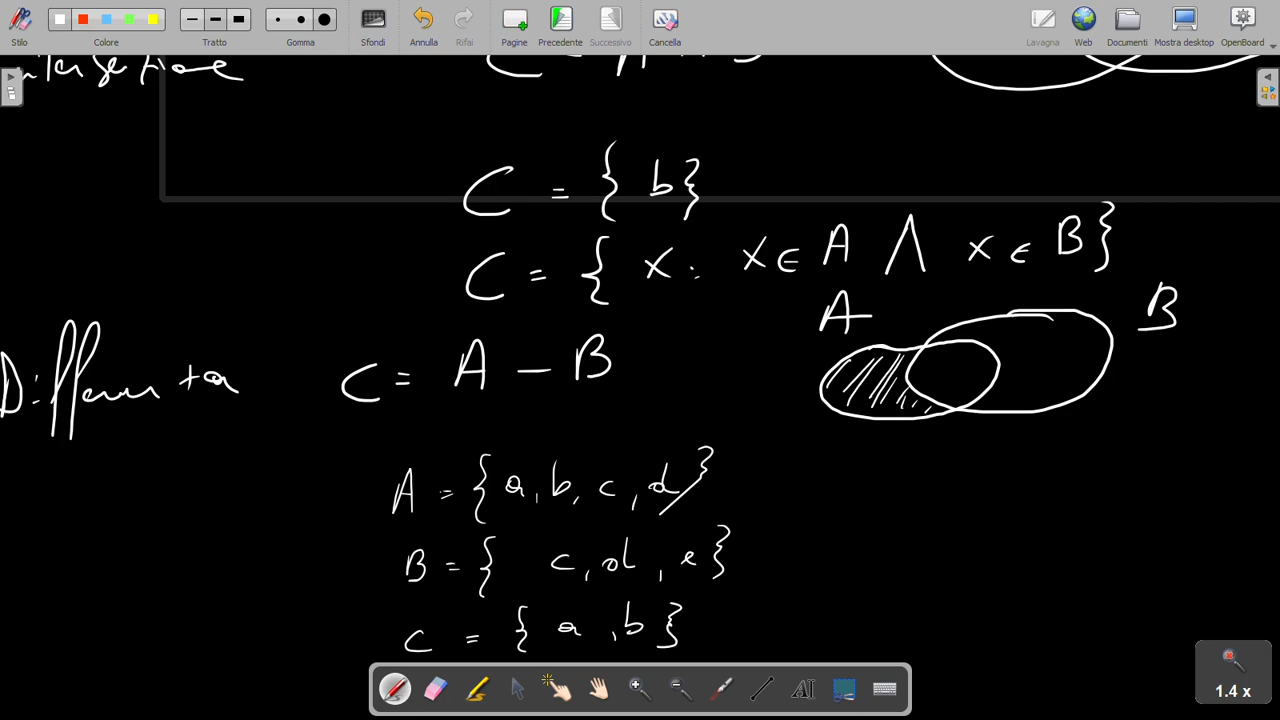 Stilo Colore Tratto Gomma Sfondi Annulla Rifai Pagine Precedente Successivo Cancella Lavagna Web Documenti Mostra desktop OpenBoard
C = { b }
C = { x : x ∈ A ∧ x ∈ B }
A B
C = A - B
A = { a, b, c, d }
B = { c, d, e }
C = { a, b }
1.4 x